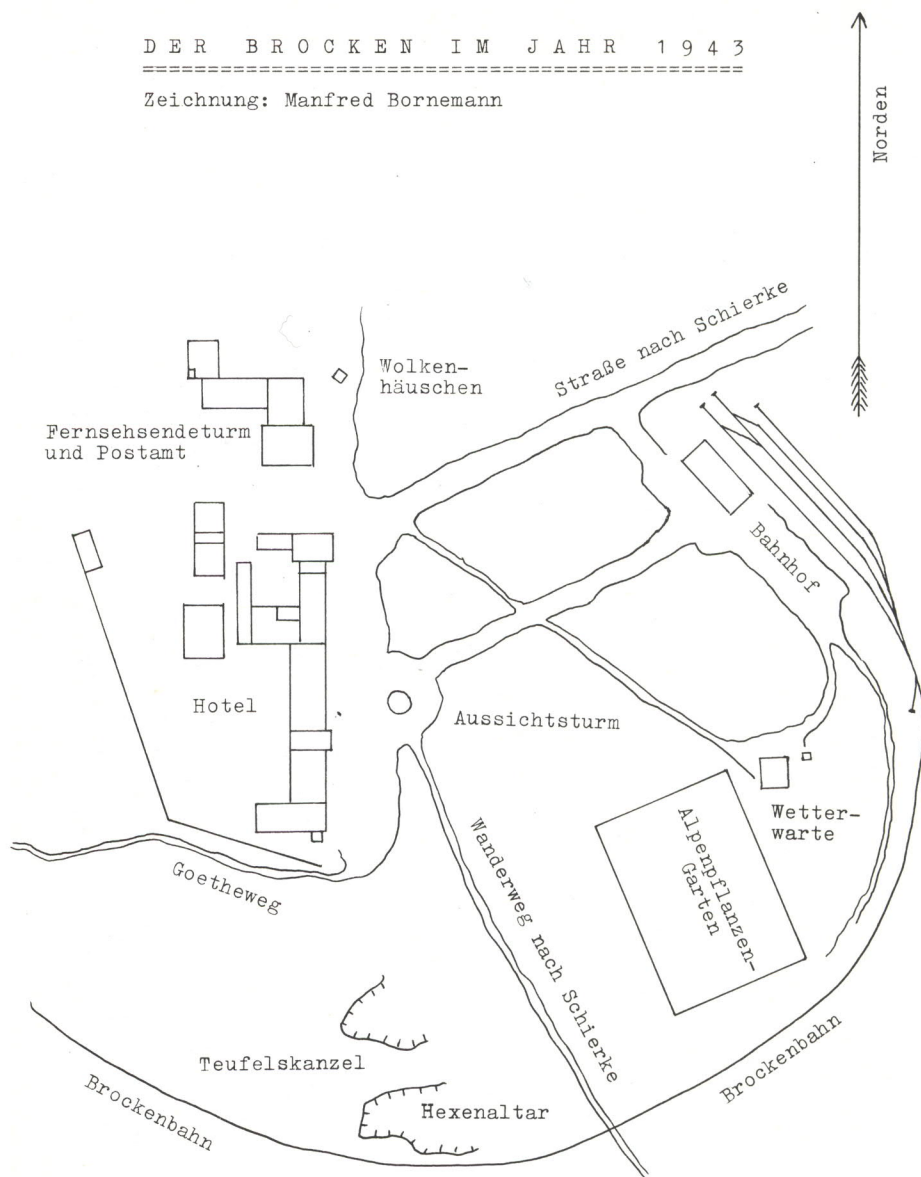 DER BROCKEN IM JAHR 1943
Zeichnung: Manfred Bornemann
Norden
Straße nach Schierke
Wolken-
häuschen
Fernsehsendeturm
und Postamt
Bahnhof
Hotel
Aussichtsturm
Wetter-
warte
Alpenpflanzen-
Garten
Goetheweg
Wanderweg nach Schierke
Teufelskanzel
Hexenaltar
Brockenbahn
Brockenbahn